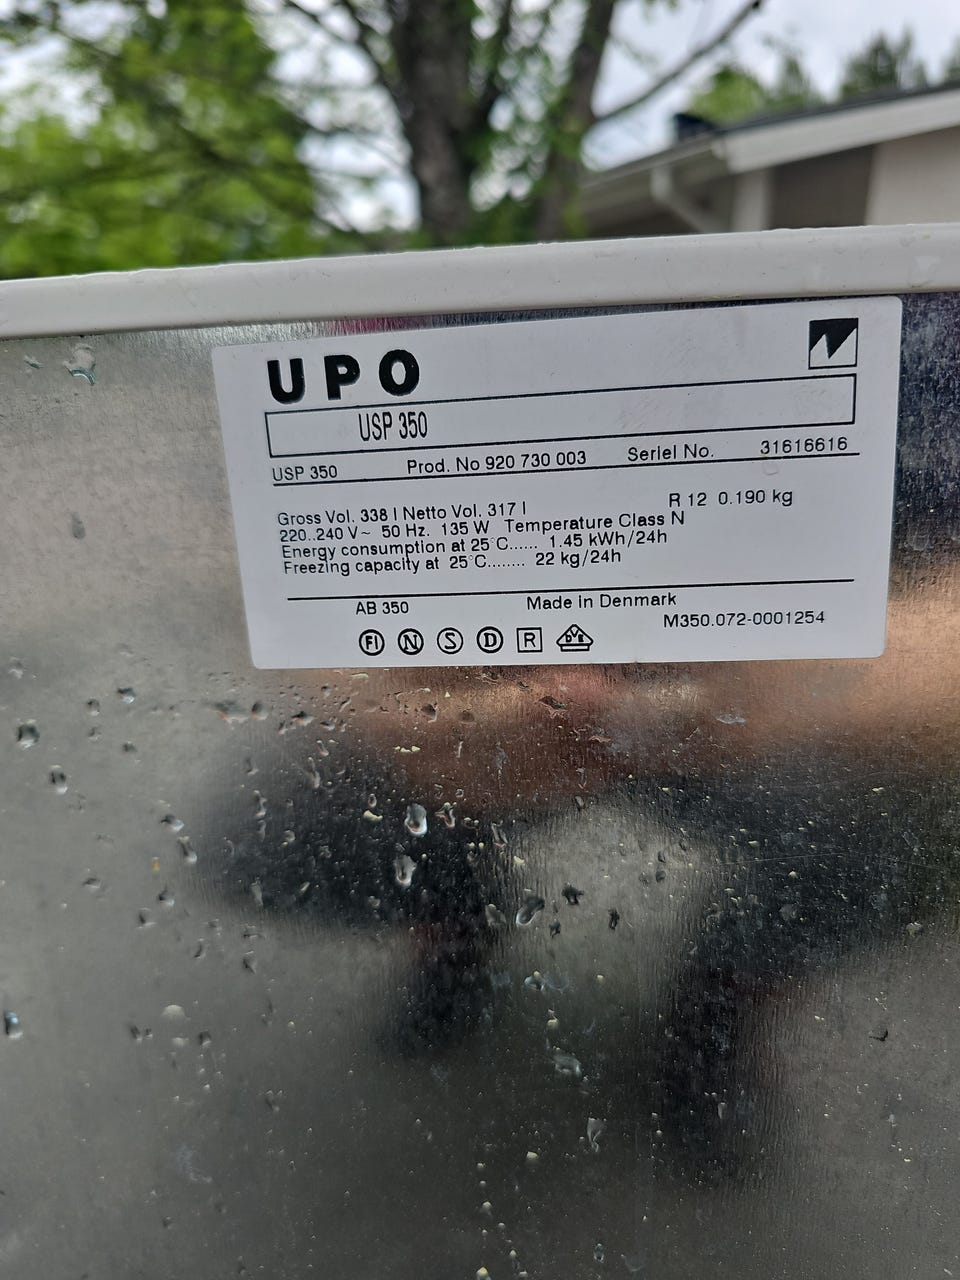 UPO
USP 350
USP 350 Prod. No 920 730 003 Seriel No. 31616616
Gross Vol. 338 l Netto Vol. 317 l R 12 0.190 kg
220..240 V~ 50 Hz. 135 W Temperature Class N
Energy consumption at 25°C...... 1.45 kWh/24h
Freezing capacity at 25°C........ 22 kg/24h
AB 350 Made in Denmark
M350.072-0001254
FI N S D R DVE